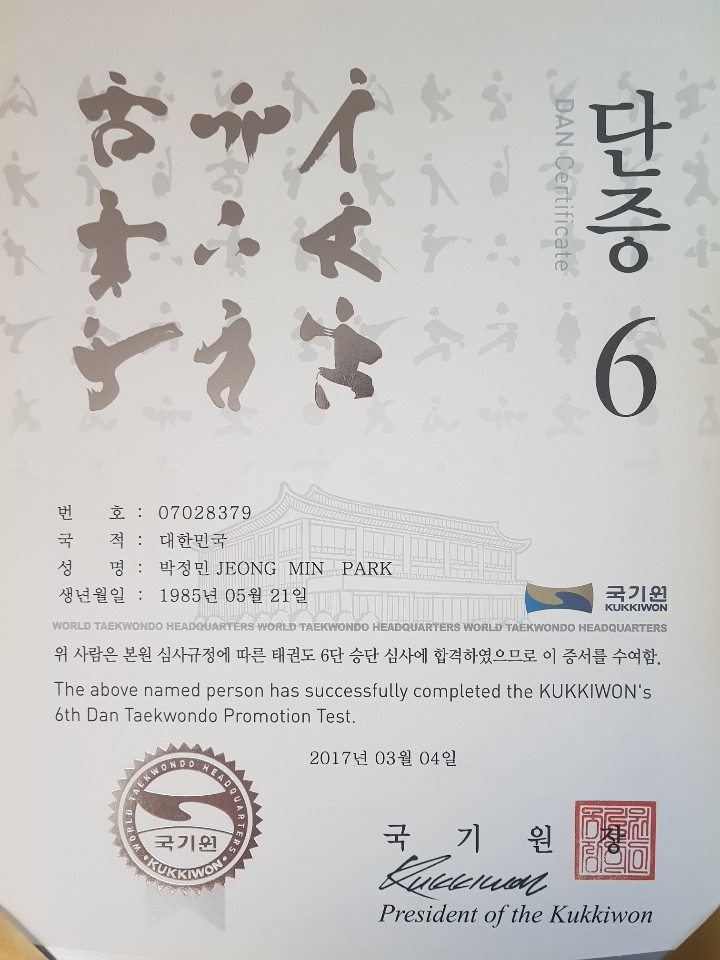 단증
DAN Certificate
6
번 호 : 07028379
국 적 : 대한민국
성 명 : 박정민 JEONG MIN PARK
생년월일 : 1985년 05월 21일
국기원
KUKKIWON
WORLD TAEKWONDO HEADQUARTERS WORLD TAEKWONDO HEADQUARTERS WORLD TAEKWONDO HEADQUARTERS
위 사람은 본원 심사규정에 따른 태권도 6단 승단 심사에 합격하였으므로 이 증서를 수여함.
The above named person has successfully completed the KUKKIWON's
6th Dan Taekwondo Promotion Test.
2017년 03월 04일
WORLD TAEKWONDO HEADQUARTERS
국기원
KUKKIWON
국 기 원 장
Kukkiwon
President of the Kukkiwon